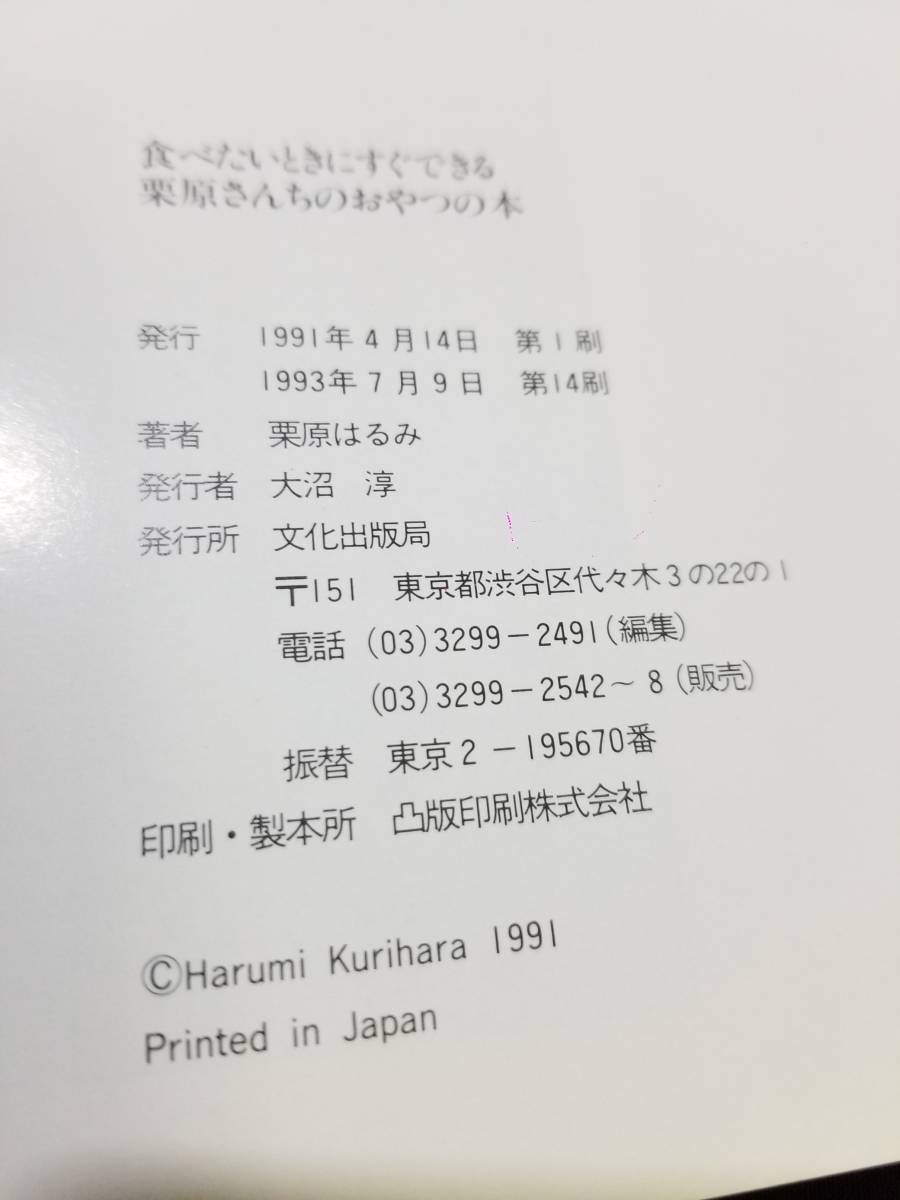 食べたいときにすぐできる
栗原さんちのおやつの本
発行 1991年4月14日 第1刷
1993年7月9日 第14刷
著者 栗原はるみ
発行者 大沼 淳
発行所 文化出版局
〒151 東京都渋谷区代々木3の22の1
電話 (03)3299-2491(編集)
(03)3299-2542~8(販売)
振替 東京2-195670番
印刷・製本所 凸版印刷株式会社
©Harumi Kurihara 1991
Printed in Japan